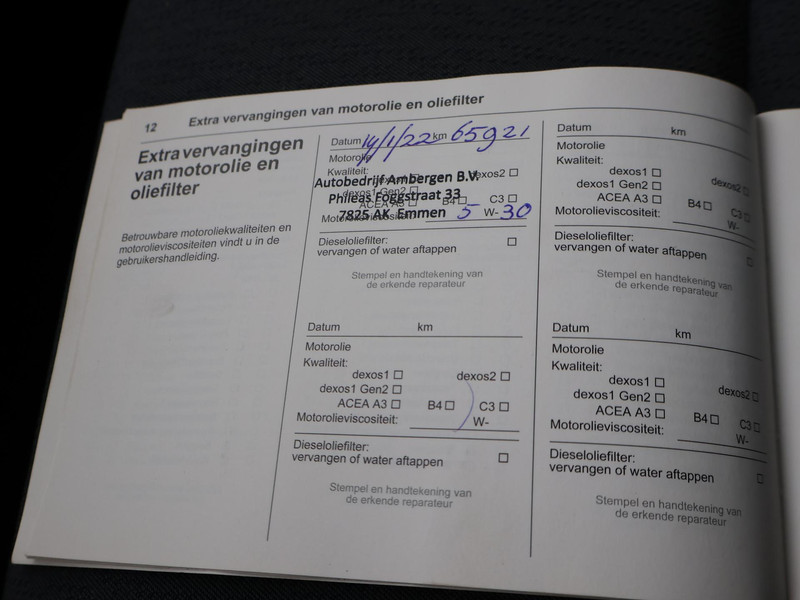 12 Extra vervangingen van motorolie en oliefilter
Extra vervangingen
van motorolie en
oliefilter
Betrouwbare motoroliekwaliteiten en
motorolieviscositeiten vindt u in de
gebruikershandleiding.
Datum 14/1/22 km 65921
Motorolie
Kwaliteit:
dexos1 □ dexos2 □
Autobedrijf Ambergen B.V.
dexos1 Gen2 □
Phileas Foggstraat 33
ACEA A3 □ B4 □ C3 □
7825 AK Emmen
Motorolieviscositeit: 5 W- 30
Dieseloliefilter: □
vervangen of water aftappen
Stempel en handtekening van
de erkende reparateur
Datum km
Motorolie
Kwaliteit:
dexos1 □ dexos2 □
dexos1 Gen2 □
ACEA A3 □ B4 □ C3 □
Motorolieviscositeit: W-
Dieseloliefilter:
vervangen of water aftappen □
Stempel en handtekening van
de erkende reparateur
Datum km
Motorolie
Kwaliteit:
dexos1 □ dexos2 □
dexos1 Gen2 □
ACEA A3 □ B4 □ C3 □
Motorolieviscositeit: W-
Dieseloliefilter:
vervangen of water aftappen □
Stempel en handtekening van
de erkende reparateur
Datum km
Motorolie
Kwaliteit:
dexos1 □ dexos2 □
dexos1 Gen2 □
ACEA A3 □ B4 □ C3 □
Motorolieviscositeit: W-
Dieseloliefilter:
vervangen of water aftappen □
Stempel en handtekening van
de erkende reparateur